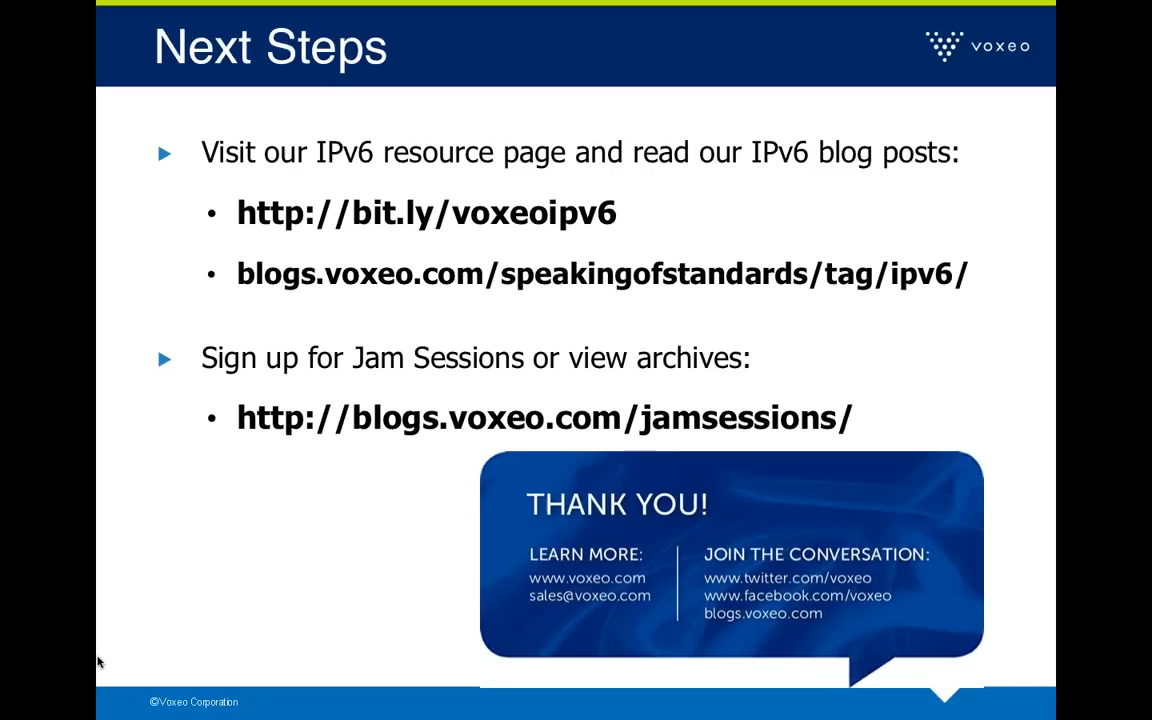 Next Steps
voxeo
Visit our IPv6 resource page and read our IPv6 blog posts:
• http://bit.ly/voxeoipv6
• blogs.voxeo.com/speakingofstandards/tag/ipv6/
Sign up for Jam Sessions or view archives:
• http://blogs.voxeo.com/jamsessions/
THANK YOU!
LEARN MORE:
www.voxeo.com
sales@voxeo.com
JOIN THE CONVERSATION:
www.twitter.com/voxeo
www.facebook.com/voxeo
blogs.voxeo.com
©Voxeo Corporation